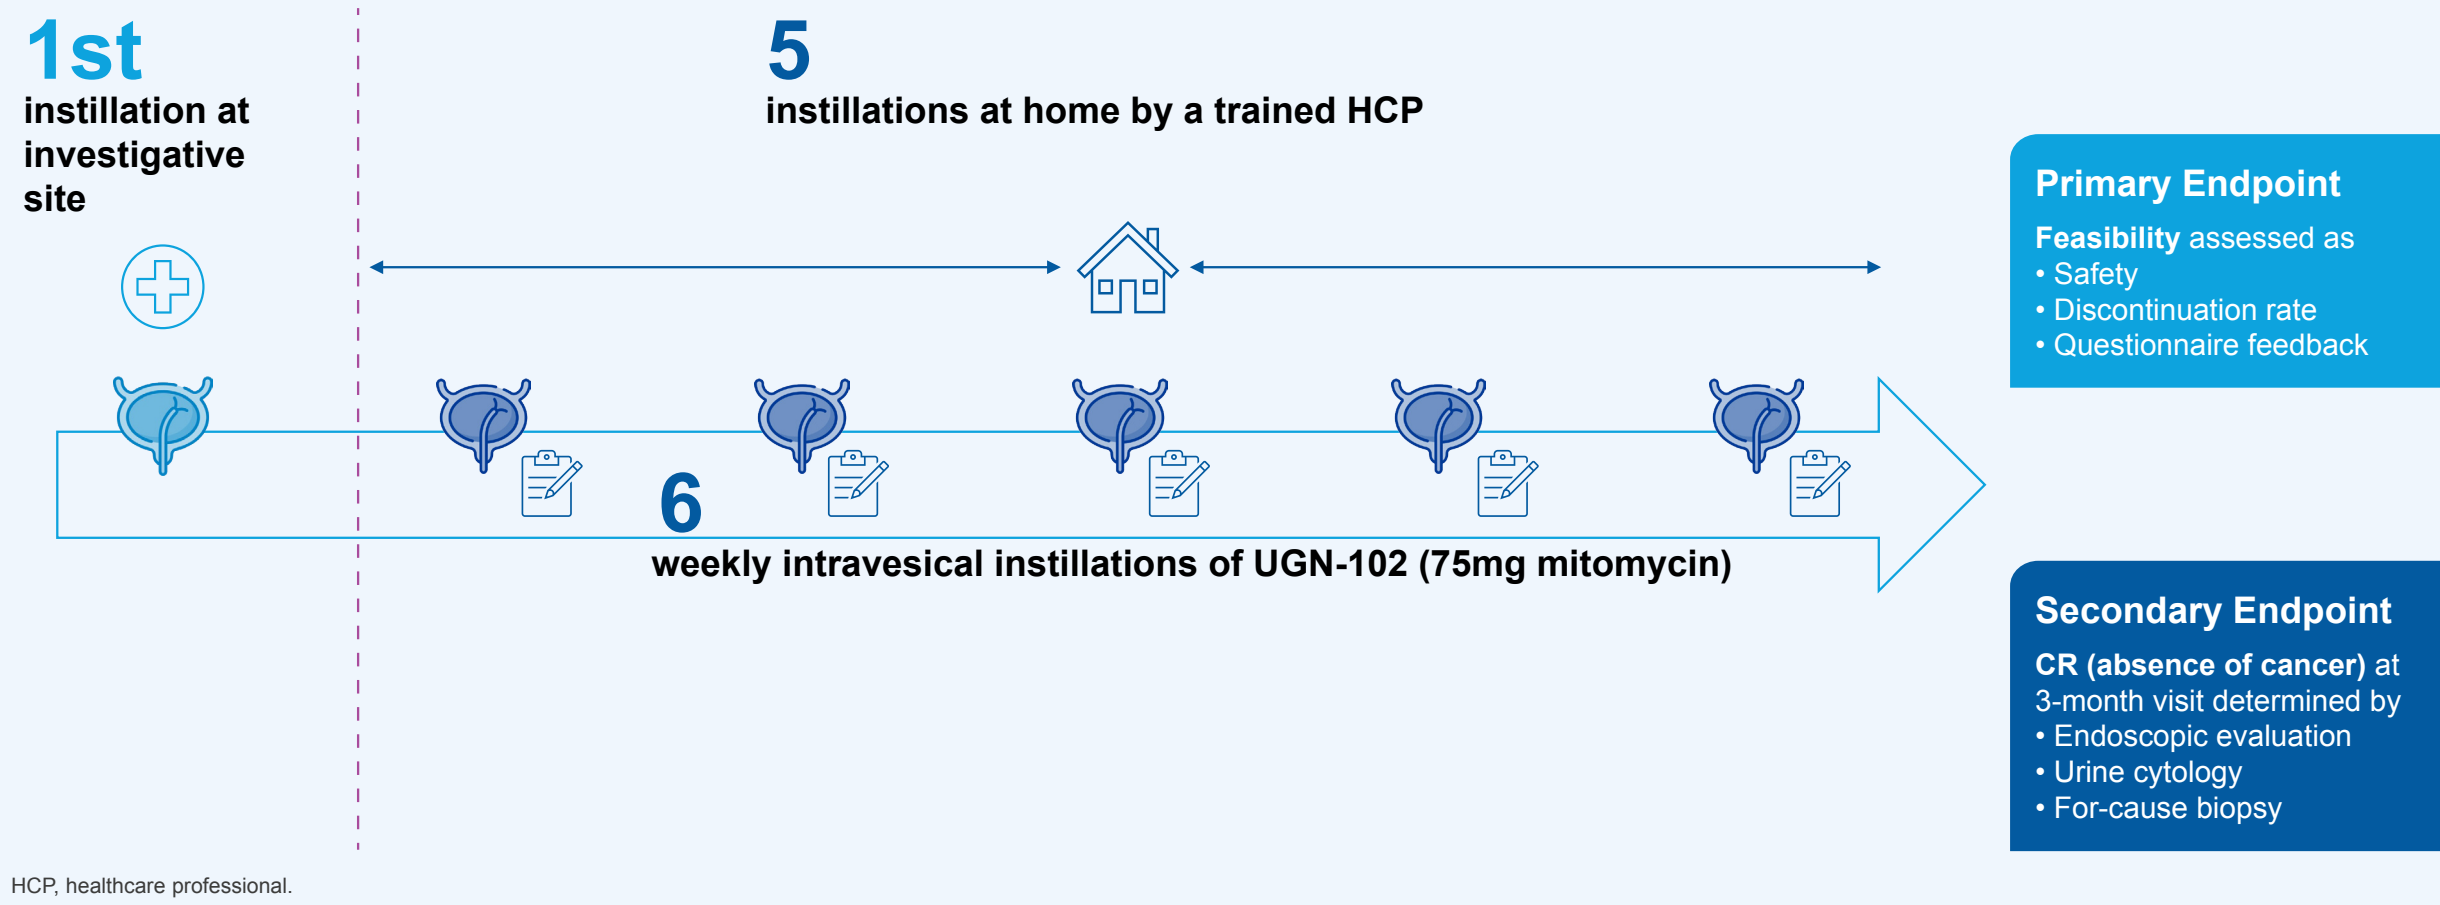 1st
instillation at
investigative
site
5
instillations at home by a trained HCP
6
weekly intravesical instillations of UGN-102 (75mg mitomycin)
Primary Endpoint
Feasibility assessed as
• Safety
• Discontinuation rate
• Questionnaire feedback
Secondary Endpoint
CR (absence of cancer) at
3-month visit determined by
• Endoscopic evaluation
• Urine cytology
• For-cause biopsy
HCP, healthcare professional.